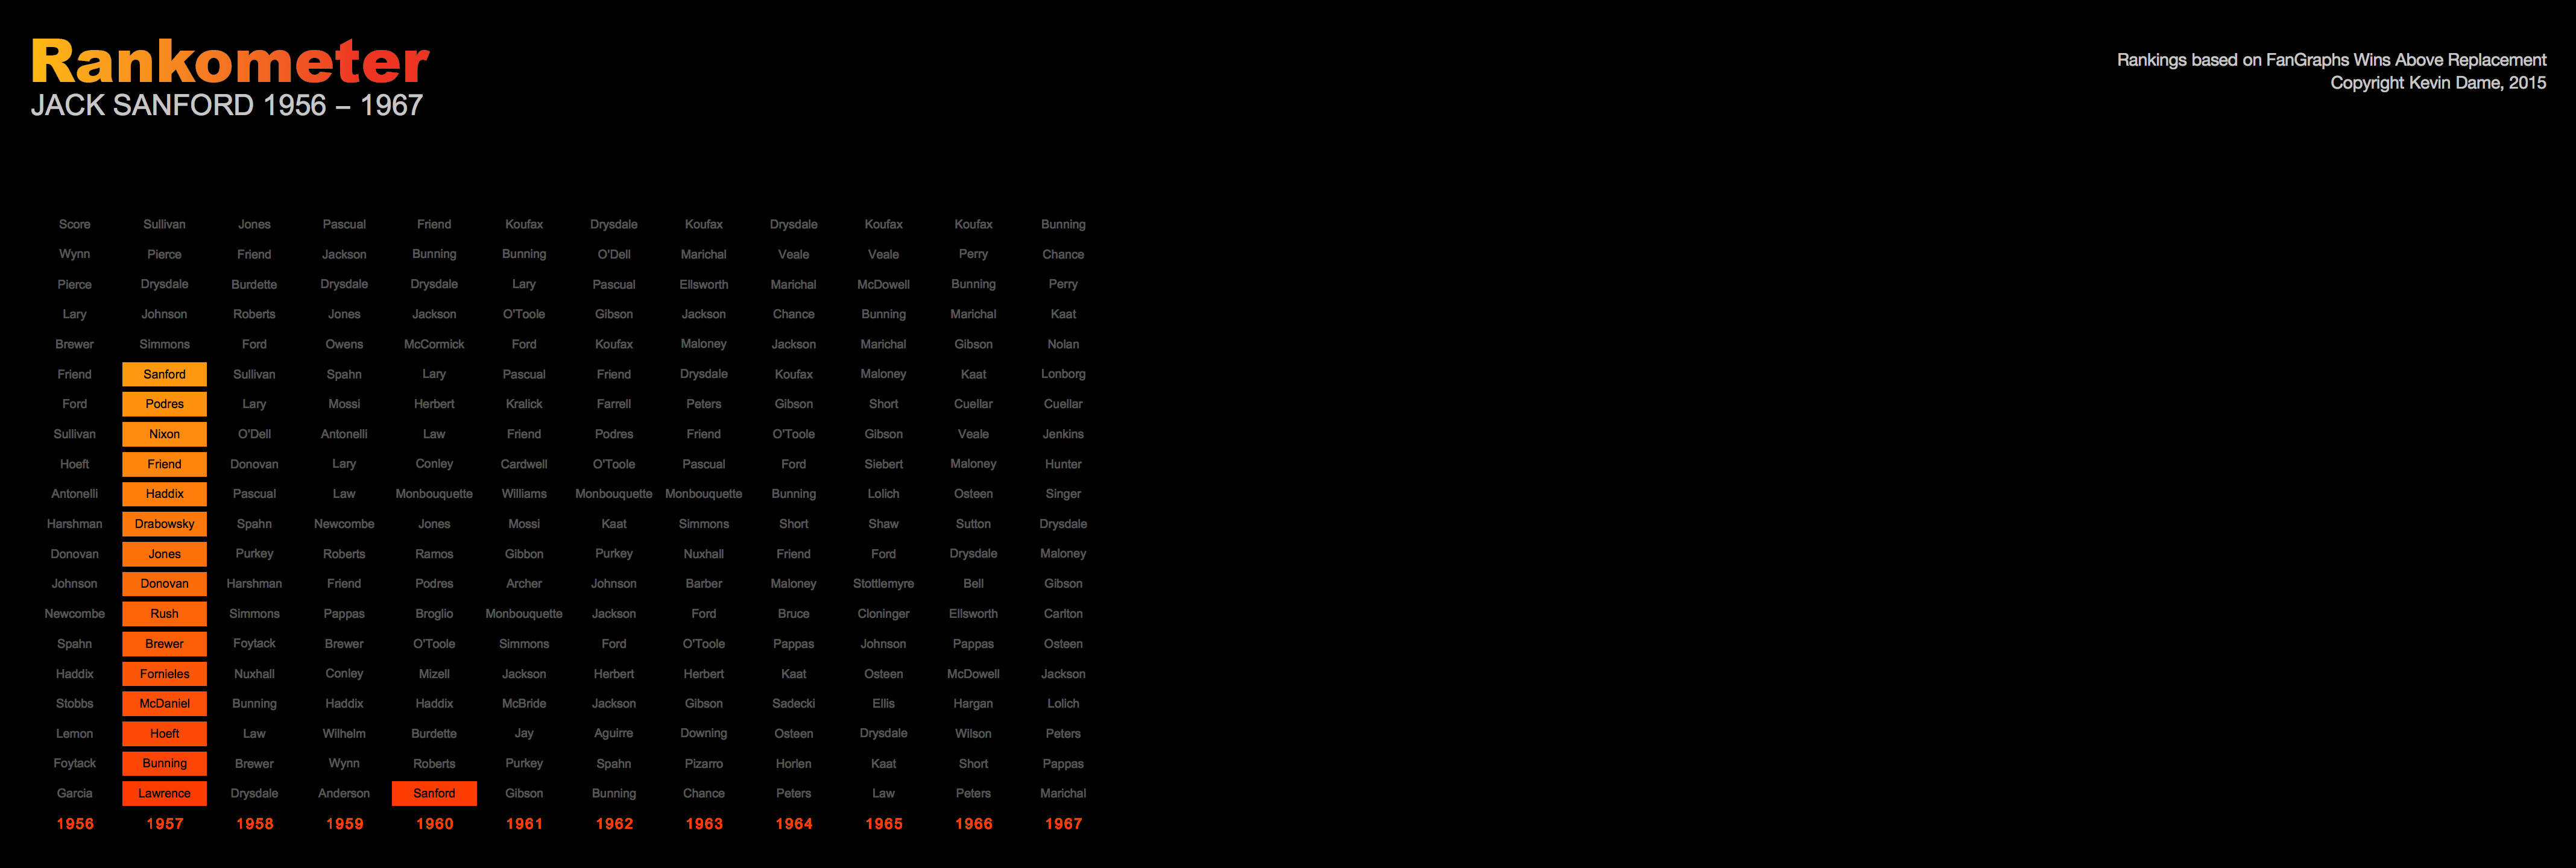 Rankometer
JACK SANFORD 1956 – 1967
Rankings based on FanGraphs Wins Above Replacement
Copyright Kevin Dame, 2015
Score Sullivan Jones Pascual Friend Koufax Drysdale Koufax Drysdale Koufax Koufax Bunning
Wynn Pierce Friend Jackson Bunning Bunning O'Dell Marichal Veale Veale Perry Chance
Pierce Drysdale Burdette Drysdale Drysdale Lary Pascual Ellsworth Marichal McDowell Bunning Perry
Lary Johnson Roberts Jones Jackson O'Toole Gibson Jackson Chance Bunning Marichal Kaat
Brewer Simmons Ford Owens McCormick Ford Koufax Maloney Jackson Marichal Gibson Nolan
Friend Sanford Sullivan Spahn Lary Pascual Friend Drysdale Koufax Maloney Kaat Lonborg
Ford Podres Lary Mossi Herbert Kralick Farrell Peters Gibson Short Cuellar Cuellar
Sullivan Nixon O'Dell Antonelli Law Friend Podres Friend O'Toole Gibson Veale Jenkins
Hoeft Friend Donovan Lary Conley Cardwell O'Toole Pascual Ford Siebert Maloney Hunter
Antonelli Haddix Pascual Law Monbouquette Williams Monbouquette Monbouquette Bunning Lolich Osteen Singer
Harshman Drabowsky Spahn Newcombe Jones Mossi Kaat Simmons Short Shaw Sutton Drysdale
Donovan Jones Purkey Roberts Ramos Gibbon Purkey Nuxhall Friend Ford Drysdale Maloney
Johnson Donovan Harshman Friend Podres Archer Johnson Barber Maloney Stottlemyre Bell Gibson
Newcombe Rush Simmons Pappas Broglio Monbouquette Jackson Ford Bruce Cloninger Ellsworth Carlton
Spahn Brewer Foytack Brewer O'Toole Simmons Ford O'Toole Pappas Johnson Pappas Osteen
Haddix Fornieles Nuxhall Conley Mizell Jackson Herbert Herbert Kaat Osteen McDowell Jackson
Stobbs McDaniel Bunning Haddix Haddix McBride Jackson Gibson Sadecki Ellis Hargan Lolich
Lemon Hoeft Law Wilhelm Burdette Jay Aguirre Downing Osteen Drysdale Wilson Peters
Foytack Bunning Brewer Wynn Roberts Purkey Spahn Pizarro Horlen Kaat Short Pappas
Garcia Lawrence Drysdale Anderson Sanford Gibson Bunning Chance Peters Law Peters Marichal
1956 1957 1958 1959 1960 1961 1962 1963 1964 1965 1966 1967